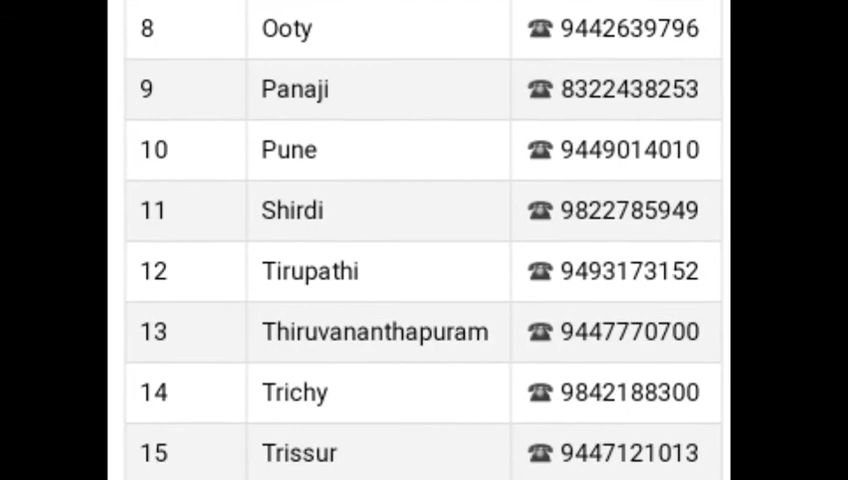 8 Ooty ☎ 9442639796
9 Panaji ☎ 8322438253
10 Pune ☎ 9449014010
11 Shirdi ☎ 9822785949
12 Tirupathi ☎ 9493173152
13 Thiruvananthapuram ☎ 9447770700
14 Trichy ☎ 9842188300
15 Trissur ☎ 9447121013